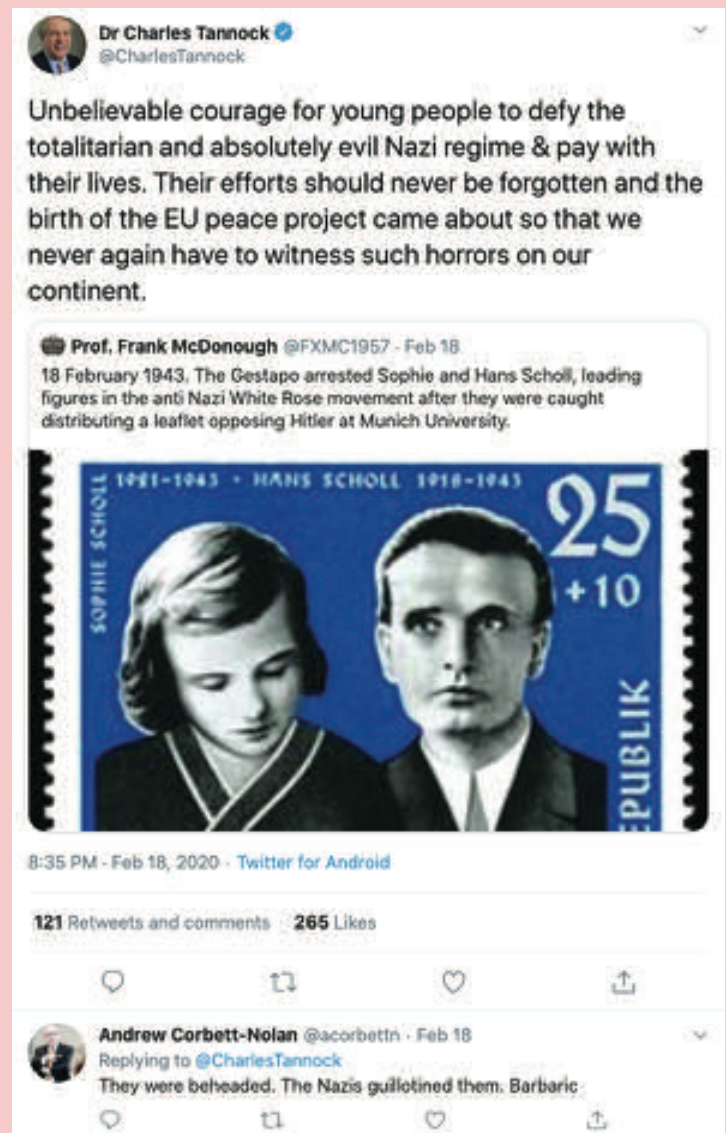 Dr Charles Tannock
@CharlesTannock
Unbelievable courage for young people to defy the
totalitarian and absolutely evil Nazi regime & pay with
their lives. Their efforts should never be forgotten and the
birth of the EU peace project came about so that we
never again have to witness such horrors on our
continent.
Prof. Frank McDonough @FXMC1957 · Feb 18
18 February 1943. The Gestapo arrested Sophie and Hans Scholl, leading
figures in the anti Nazi White Rose movement after they were caught
distributing a leaflet opposing Hitler at Munich University.
SOPHIE SCHOLL 1921-1943 · HANS SCHOLL 1918-1943
25
+10
EPUBLIK
8:35 PM · Feb 18, 2020 · Twitter for Android
121 Retweets and comments 265 Likes
Andrew Corbett-Nolan @acorbettn · Feb 18
Replying to @CharlesTannock
They were beheaded. The Nazis guillotined them. Barbaric